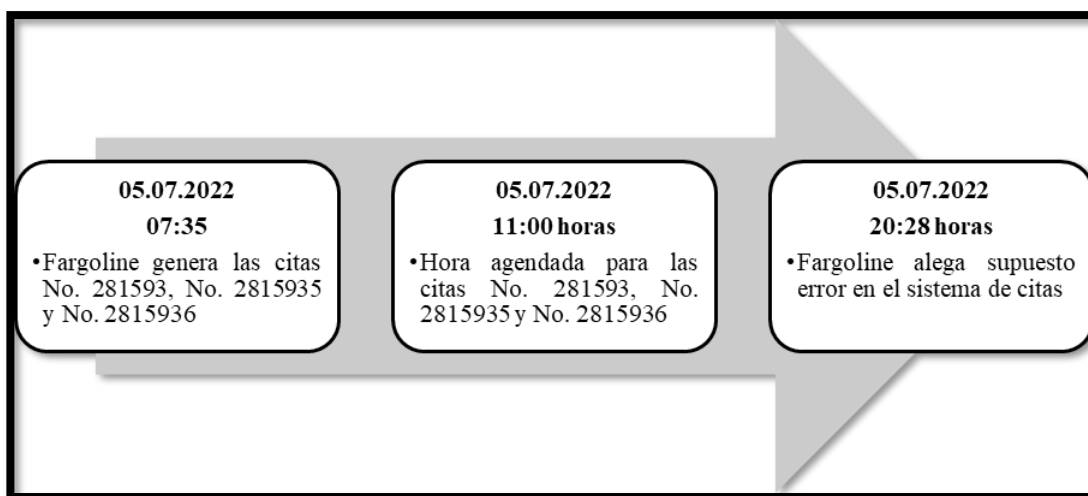 05.07.2022
07:35
•Fargoline genera las citas
No. 281593, No. 2815935
y No. 2815936
05.07.2022
11:00 horas
•Hora agendada para las
citas No. 281593, No.
2815935 y No. 2815936
05.07.2022
20:28 horas
•Fargoline alega supuesto
error en el sistema de citas